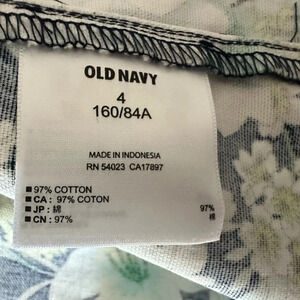 OLD NAVY
4
160/84A
MADE IN INDONESIA
RN 54023 CA17897
97% COTTON
CA : 97% COTON
JP : 綿 97%
CN : 97% 棉